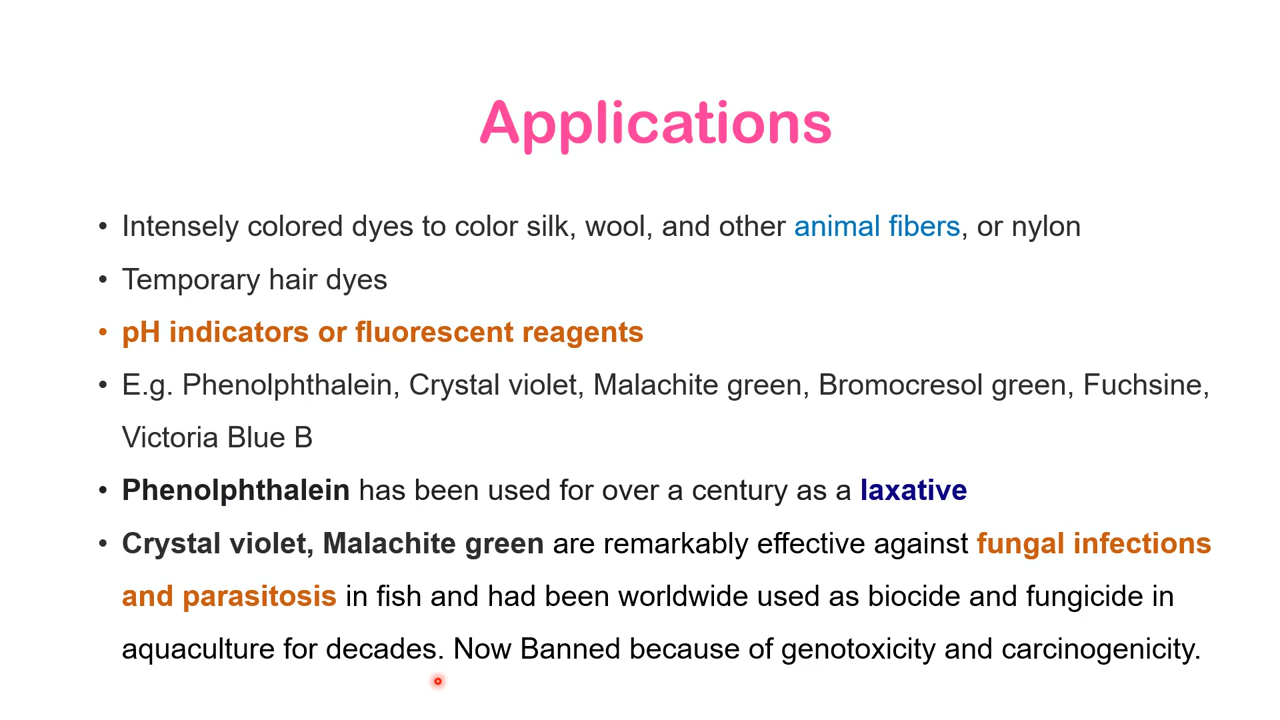 Applications
• Intensely colored dyes to color silk, wool, and other animal fibers, or nylon
• Temporary hair dyes
• pH indicators or fluorescent reagents
• E.g. Phenolphthalein, Crystal violet, Malachite green, Bromocresol green, Fuchsine,
Victoria Blue B
• Phenolphthalein has been used for over a century as a laxative
• Crystal violet, Malachite green are remarkably effective against fungal infections
and parasitosis in fish and had been worldwide used as biocide and fungicide in
aquaculture for decades. Now Banned because of genotoxicity and carcinogenicity.